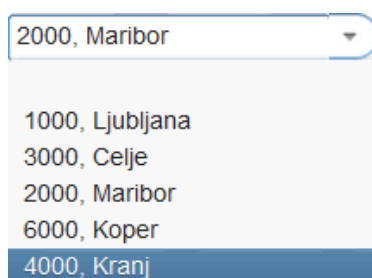 2000, Maribor
1000, Ljubljana
3000, Celje
2000, Maribor
6000, Koper
4000, Kranj